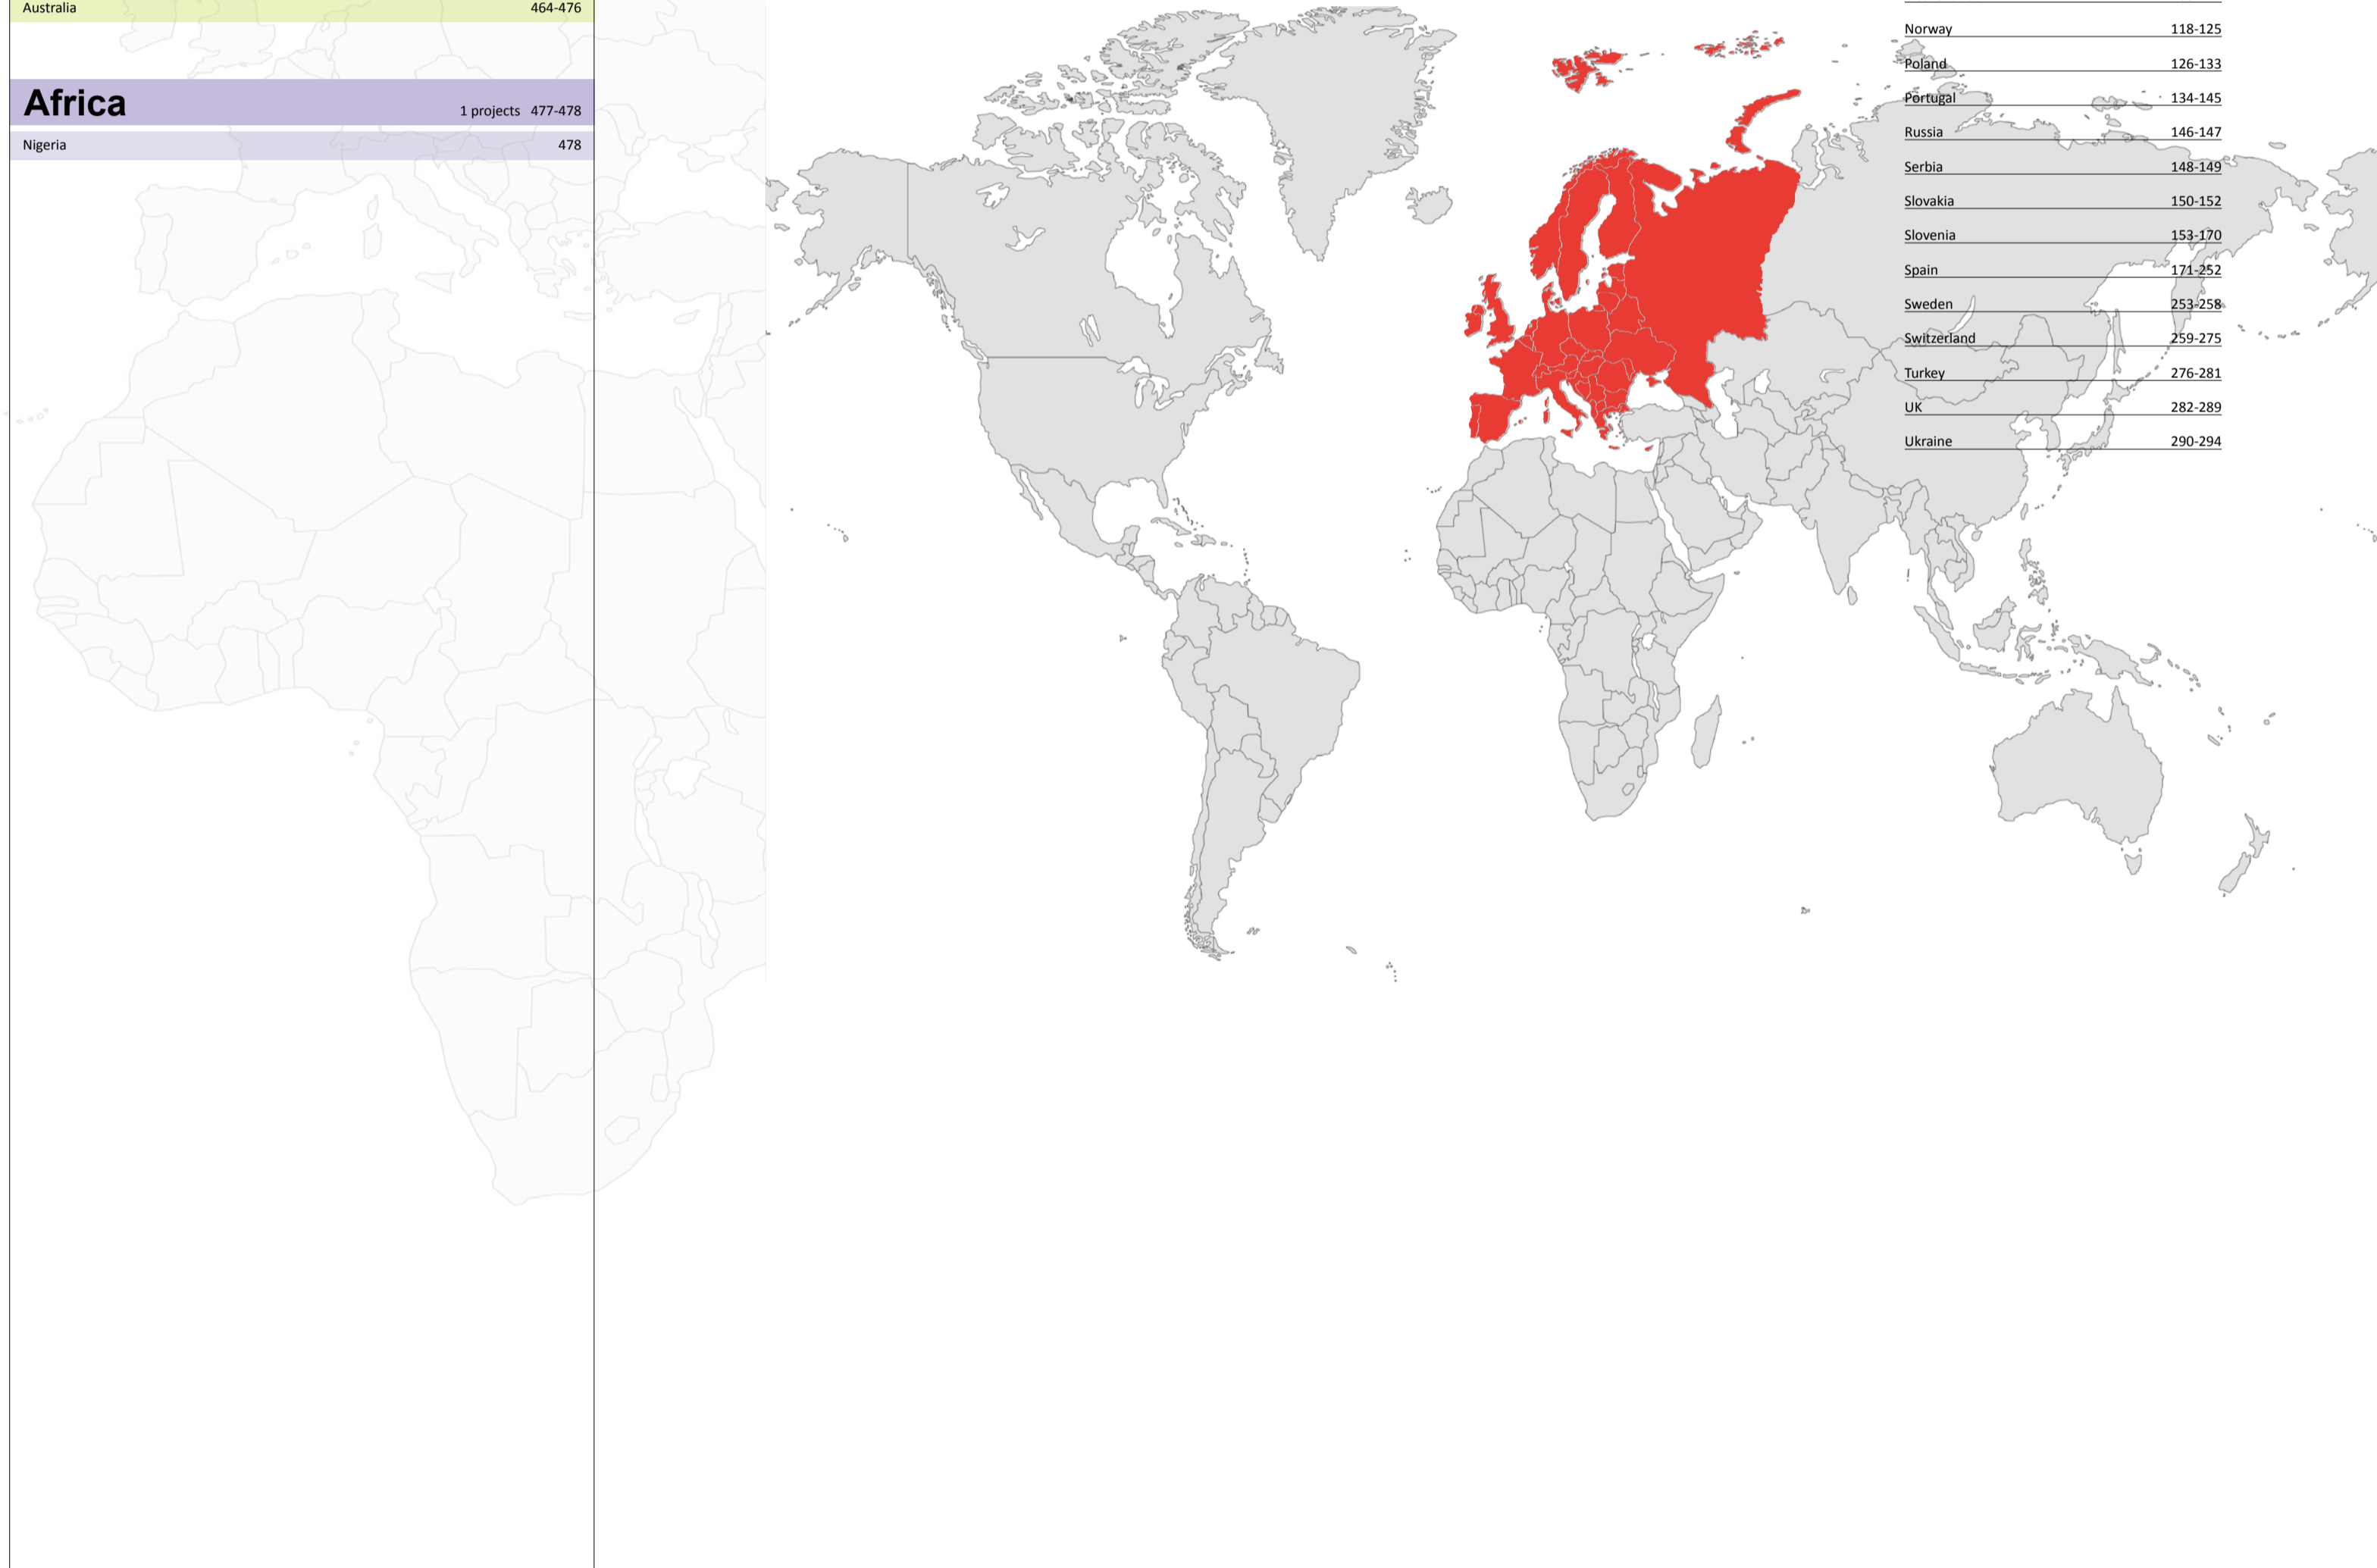 Australia 464-476
Africa 1 projects 477-478
Nigeria 478
Norway 118-125
Poland 126-133
Portugal 134-145
Russia 146-147
Serbia 148-149
Slovakia 150-152
Slovenia 153-170
Spain 171-252
Sweden 253-258
Switzerland 259-275
Turkey 276-281
UK 282-289
Ukraine 290-294